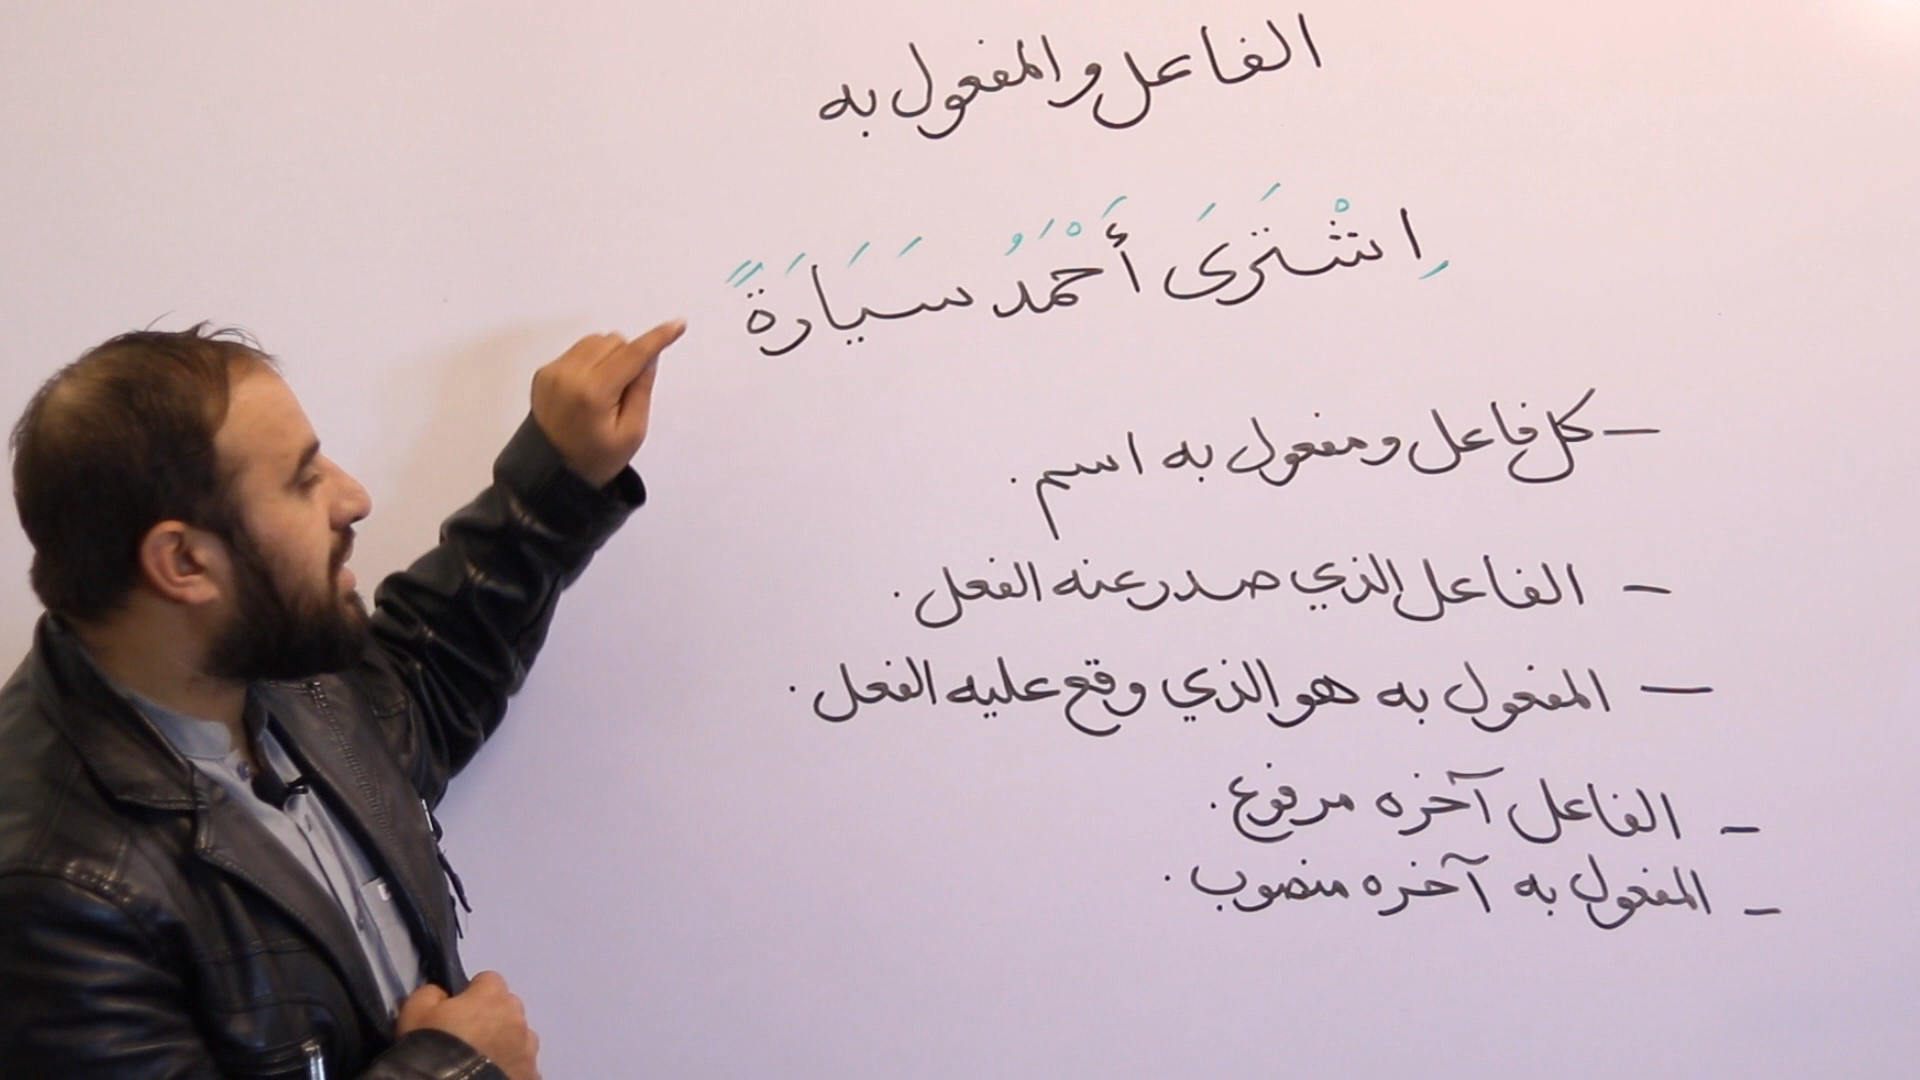 الفاعل والمفعول به
اِشْتَرَىَ أَحْمَدُ سَيَارَةً
- كل فاعل ومفعول به اسم.
- الفاعل الذي صدر عنه الفعل.
- المفعول به هو الذي وقع عليه الفعل.
- الفاعل آخره مرفوع.
- المفعول به آخره منصوب.